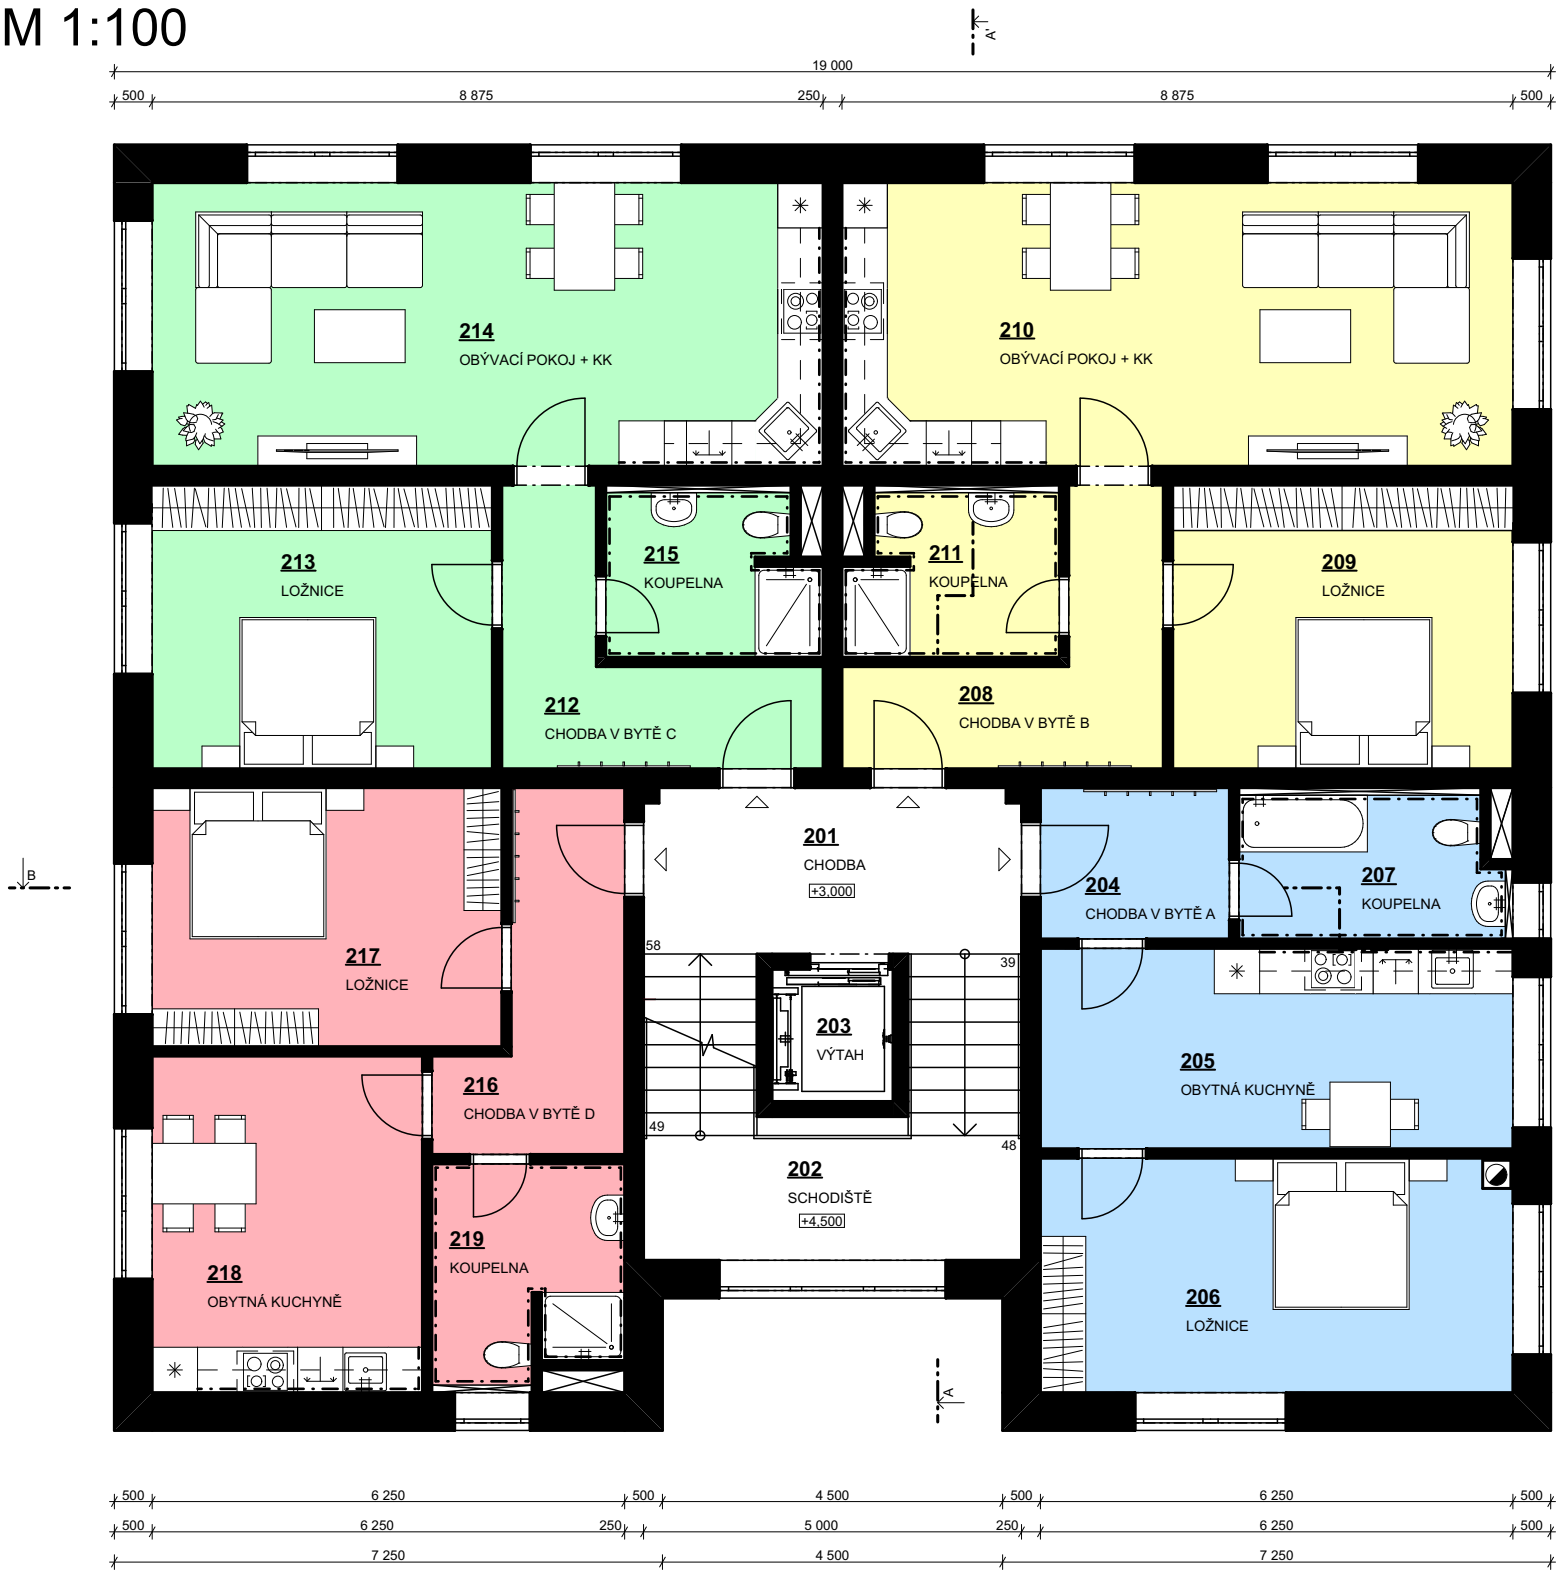 M 1:100
A'
19 000
500 8 875 250 8 875 500
214
OBÝVACÍ POKOJ + KK
210
OBÝVACÍ POKOJ + KK
213
LOŽNICE
215
KOUPELNA
211
KOUPELNA
209
LOŽNICE
212
CHODBA V BYTĚ C
208
CHODBA V BYTĚ B
201
CHODBA
+3,000
B
204
CHODBA V BYTĚ A
207
KOUPELNA
217
LOŽNICE
58
39
203
VÝTAH
205
OBYTNÁ KUCHYNĚ
216
CHODBA V BYTĚ D
49
48
202
SCHODIŠTĚ
+4,500
219
KOUPELNA
218
OBYTNÁ KUCHYNĚ
206
LOŽNICE
A
500 6 250 500 4 500 500 6 250 500
500 6 250 250 5 000 250 6 250 500
7 250 4 500 7 250